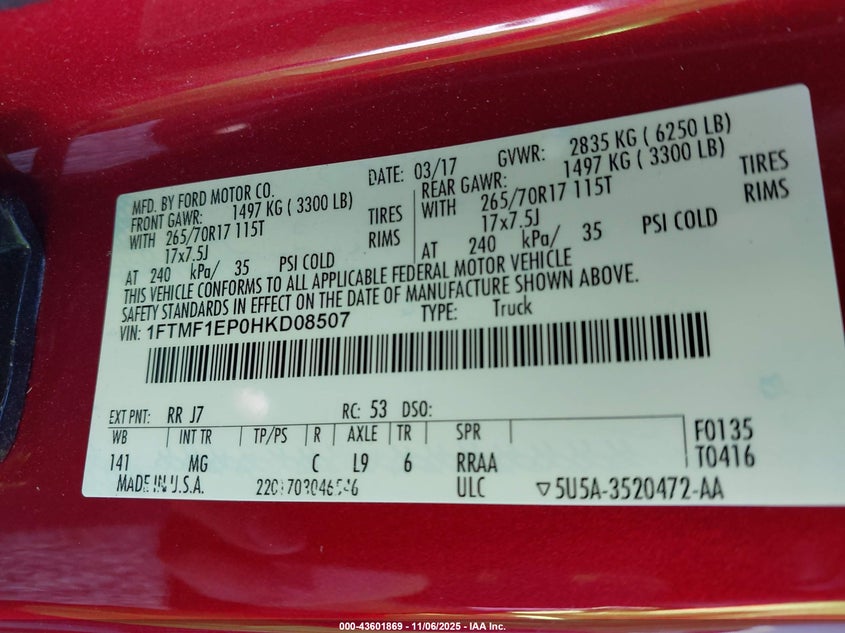 MFD. BY FORD MOTOR CO.
DATE: 03/17
GVWR: 2835 KG ( 6250 LB)
FRONT GAWR: 1497 KG ( 3300 LB)
REAR GAWR: 1497 KG ( 3300 LB)
WITH 265/70R17 115T TIRES
WITH 265/70R17 115T TIRES
17x7.5J RIMS
17x7.5J RIMS
AT 240 kPa/ 35 PSI COLD
AT 240 kPa/ 35 PSI COLD
THIS VEHICLE CONFORMS TO ALL APPLICABLE FEDERAL MOTOR VEHICLE
SAFETY STANDARDS IN EFFECT ON THE DATE OF MANUFACTURE SHOWN ABOVE.
VIN: 1FTMF1EP0HKD08507
TYPE: Truck
EXT PNT: RR J7 RC: 53 DSO:
WB INT TR TP/PS R AXLE TR SPR
F0135
141 MG C L9 6 RRAA
T0416
MADE IN U.S.A.
ULC
5U5A-3520472-AA
000-43601869 - 11/06/2025 - IAA Inc.